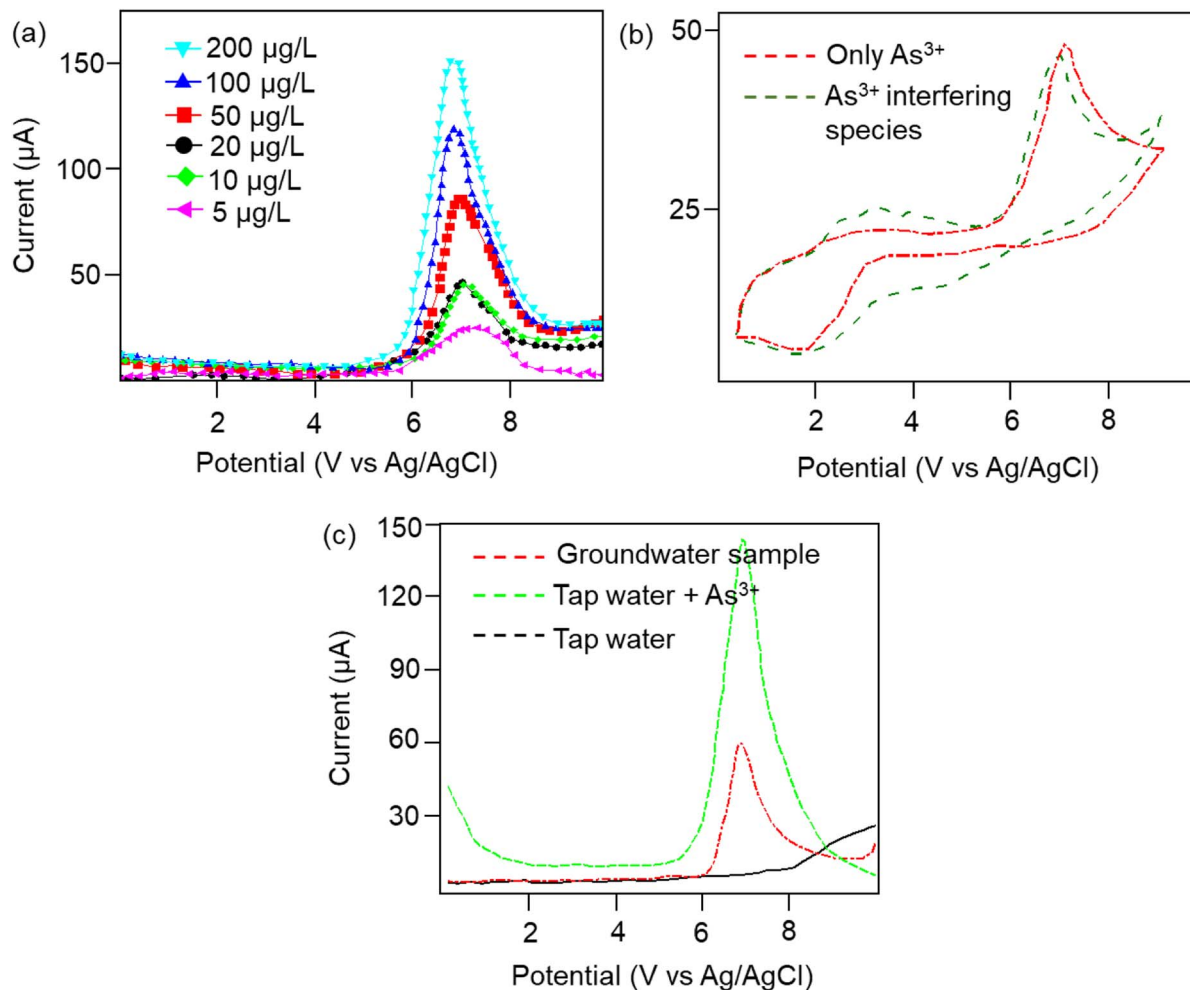 (a)
200 µg/L
100 µg/L
50 µg/L
20 µg/L
10 µg/L
5 µg/L
150
100
50
Current (µA)
2 4 6 8
Potential (V vs Ag/AgCl)
(b)
Only As³⁺
As³⁺ interfering
species
50
25
2 4 6 8
Potential (V vs Ag/AgCl)
(c)
Groundwater sample
Tap water + As³⁺
Tap water
150
120
90
60
30
Current (µA)
2 4 6 8
Potential (V vs Ag/AgCl)